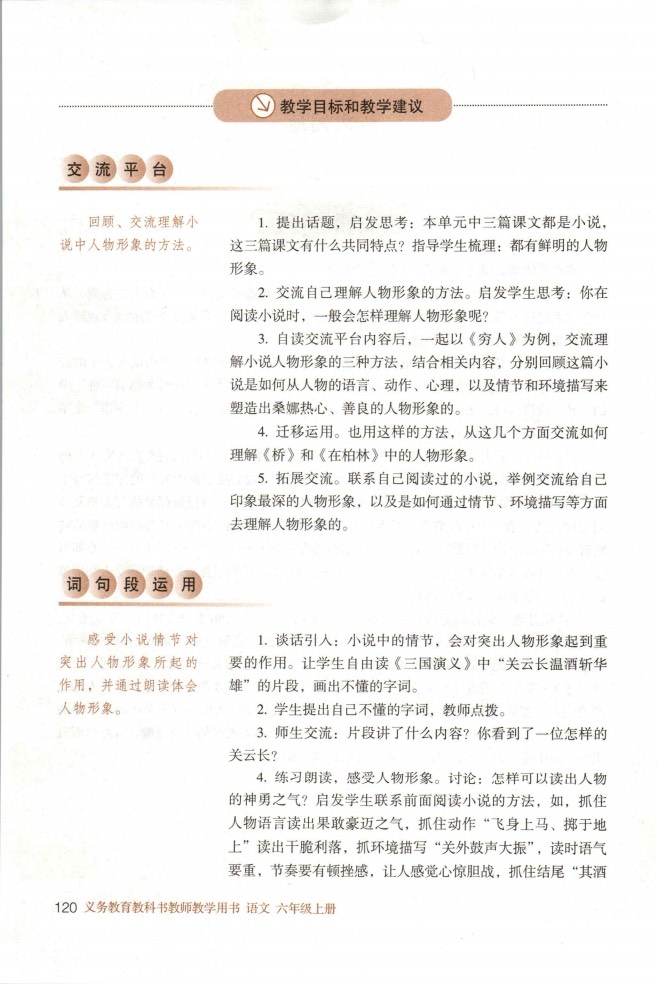 教学目标和教学建议
交流平台
回顾、交流理解小
说中人物形象的方法。
1. 提出话题，启发思考：本单元中三篇课文都是小说，
这三篇课文有什么共同特点？指导学生梳理：都有鲜明的人物
形象。
2. 交流自己理解人物形象的方法。启发学生思考：你在
阅读小说时，一般会怎样理解人物形象呢？
3. 自读交流平台内容后，一起以《穷人》为例，交流理
解小说人物形象的三种方法，结合相关内容，分别回顾这篇小
说是如何从人物的语言、动作、心理，以及情节和环境描写来
塑造出桑娜热心、善良的人物形象的。
4. 迁移运用。也用这样的方法，从这几个方面交流如何
理解《桥》和《在柏林》中的人物形象。
5. 拓展交流。联系自己阅读过的小说，举例交流给自己
印象最深的人物形象，以及是如何通过情节、环境描写等方面
去理解人物形象的。
词句段运用
感受小说情节对
突出人物形象所起的
作用，并通过朗读体会
人物形象。
1. 谈话引入：小说中的情节，会对突出人物形象起到重
要的作用。让学生自由读《三国演义》中“关云长温酒斩华
雄”的片段，画出不懂的字词。
2. 学生提出自己不懂的字词，教师点拨。
3. 师生交流：片段讲了什么内容？你看到了一位怎样的
关云长？
4. 练习朗读，感受人物形象。讨论：怎样可以读出人物
的神勇之气？启发学生联系前面阅读小说的方法，如，抓住
人物语言读出果敢豪迈之气，抓住动作“飞身上马、掷于地
上”读出干脆利落，抓环境描写“关外鼓声大振”，读时语气
要重，节奏要有顿挫感，让人感觉心惊胆战，抓住结尾“其酒
120 义务教育教科书教师教学用书 语文 六年级上册